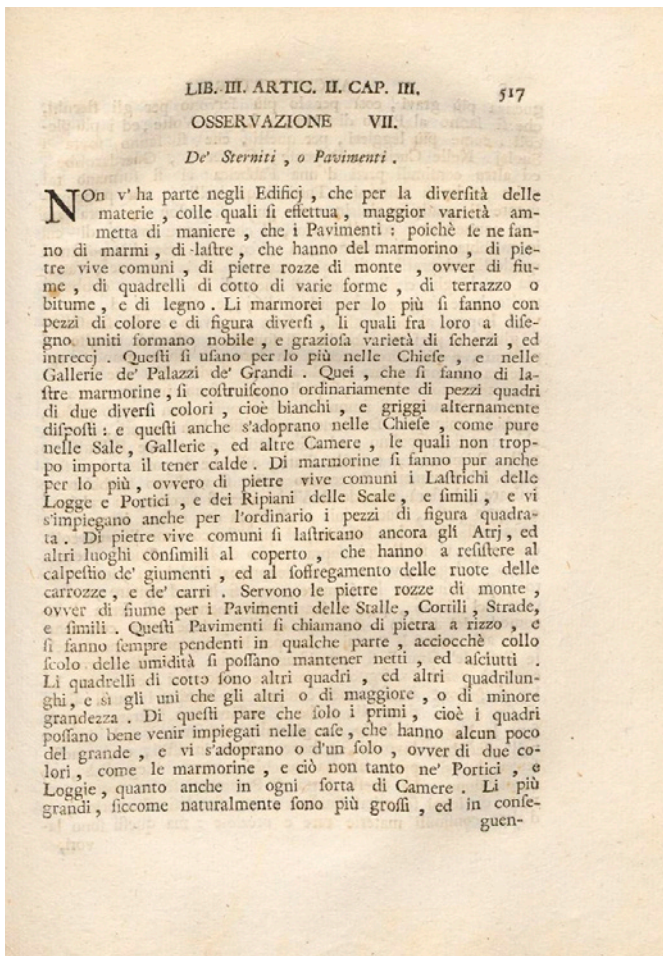 LIB. III. ARTIC. II. CAP. III. 517
OSSERVAZIONE VII.
De' Sterniti , o Pavimenti .
NOn v' ha parte negli Edificj , che per la diverſità delle
materie , colle quali ſi effettua , maggior varietà am-
metta di maniere , che i Pavimenti : poichè ſe ne fan-
no di marmi , di laſtre , che hanno del marmorino , di pie-
tre vive comuni , di pietre rozze di monte , ovver di fiu-
me , di quadrelli di cotto di varie forme , di terrazzo o
bitume , e di legno . Li marmorei per lo più ſi fanno con
pezzi di colore e di figura diverſi , li quali fra loro a diſe-
gno uniti formano nobile , e grazioſa varietà di ſcherzi , ed
intreccj . Queſti ſi uſano per lo più nelle Chieſe , e nelle
Gallerie de' Palazzi de' Grandi . Quei , che ſi fanno di la-
ſtre marmorine , ſi coſtruiſcono ordinariamente di pezzi quadri
di due diverſi colori , cioè bianchi , e griggi alternamente
diſpoſti : e queſti anche s'adoprano nelle Chieſe , come pure
nelle Sale , Gallerie , ed altre Camere , le quali non trop-
po importa il tener calde . Di marmorine ſi fanno pur anche
per lo più , ovvero di pietre vive comuni i Laſtrichi delle
Logge e Portici , e dei Ripiani delle Scale , e ſimili , e vi
s'impiegano anche per l'ordinario i pezzi di figura quadra-
ta . Di pietre vive comuni ſi laſtricano ancora gli Atrj , ed
altri luoghi conſimili al coperto , che hanno a reſiſtere al
calpeſtio de' giumenti , ed al ſoffregamento delle ruote delle
carrozze , e de' carri . Servono le pietre rozze di monte ,
ovver di fiume per i Pavimenti delle Stalle , Cortili , Strade,
e ſimili . Queſti Pavimenti ſi chiamano di pietra a rizzo , e
ſi fanno ſempre pendenti in qualche parte , acciocchè collo
ſcolo delle umidità ſi poſſano mantener netti , ed aſciutti .
Li quadrelli di cotto ſono altri quadri , ed altri quadrilun-
ghi, e sì gli uni che gli altri o di maggiore , o di minore
grandezza . Di queſti pare che ſolo i primi , cioè i quadri
poſſano bene venir impiegati nelle caſe , che hanno alcun poco
del grande , e vi s'adoprano o d'un ſolo , ovver di due co-
lori , come le marmorine , e ciò non tanto ne' Portici , e
Loggie, quanto anche in ogni ſorta di Camere . Li più
grandi, ſiccome naturalmente ſono più groſſi , ed in conſe-
guen-